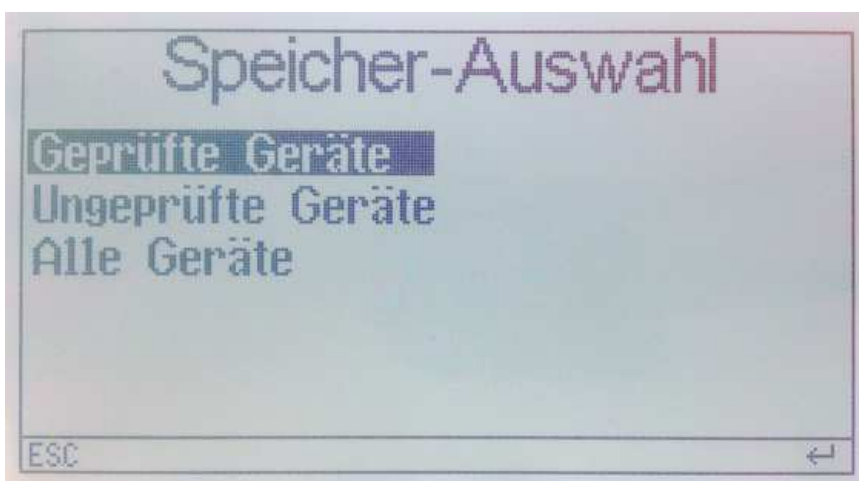 Speicher-Auswahl
Geprüfte Geräte
Ungeprüfte Geräte
Alle Geräte
ESC ↵